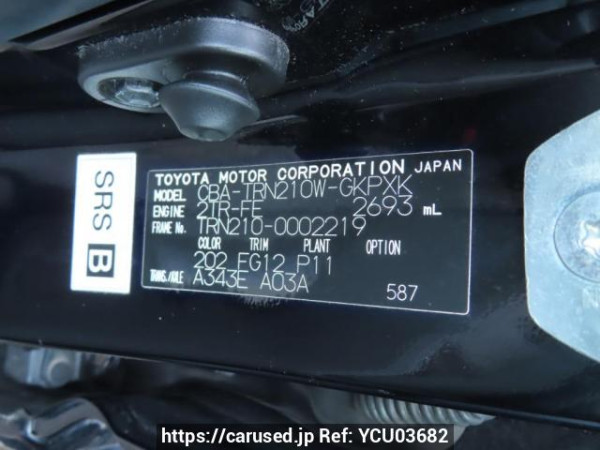 SRS B
TOYOTA MOTOR CORPORATION JAPAN
MODEL CBA-TRN210W-GKPXK
ENGINE 2TR-FE 2693 mL
FRAME No. TRN210-0002219
COLOR TRIM PLANT OPTION
202 FG12 P11
TRANS./AXLE A343E A03A
587
https://carused.jp Ref: YCU03682